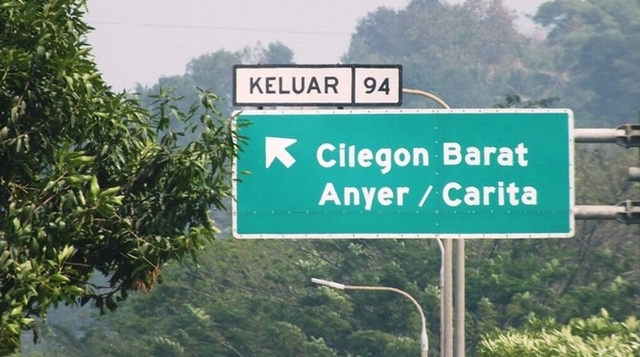 KELUAR 94
Cilegon Barat
Anyer / Carita